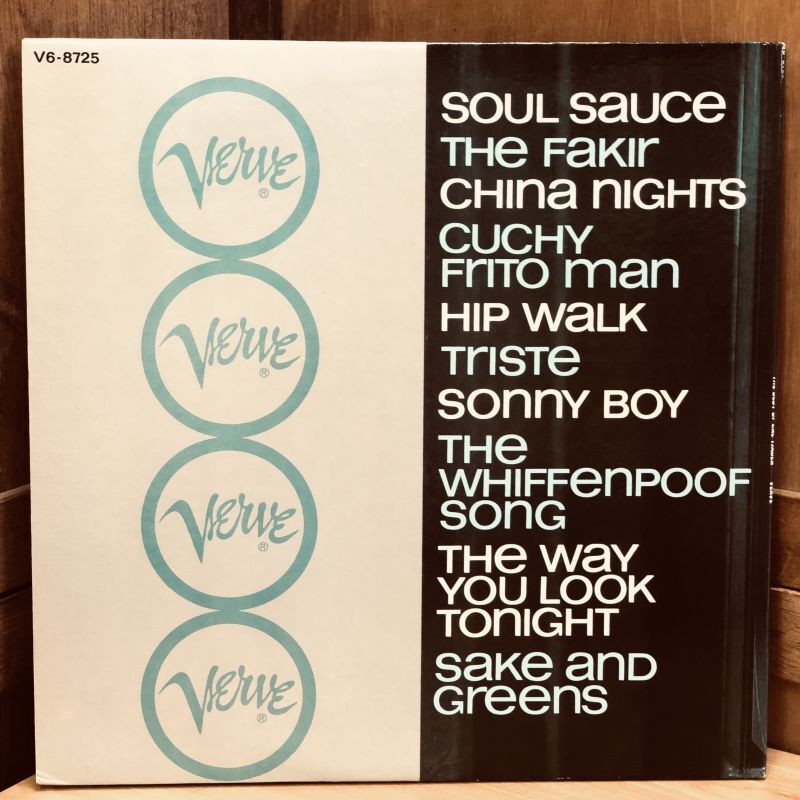 V6-8725
Verve
®
Verve
®
Verve
®
Verve
®
SOUL SAUCE
THE FAKIR
CHINA NIGHTS
CUCHY
FRITO MAN
HIP WALK
TRISTE
SONNY BOY
THE
WHIFFENPOOF
SONG
THE WAY
YOU LOOK
TONIGHT
SAKE AND
GREENS